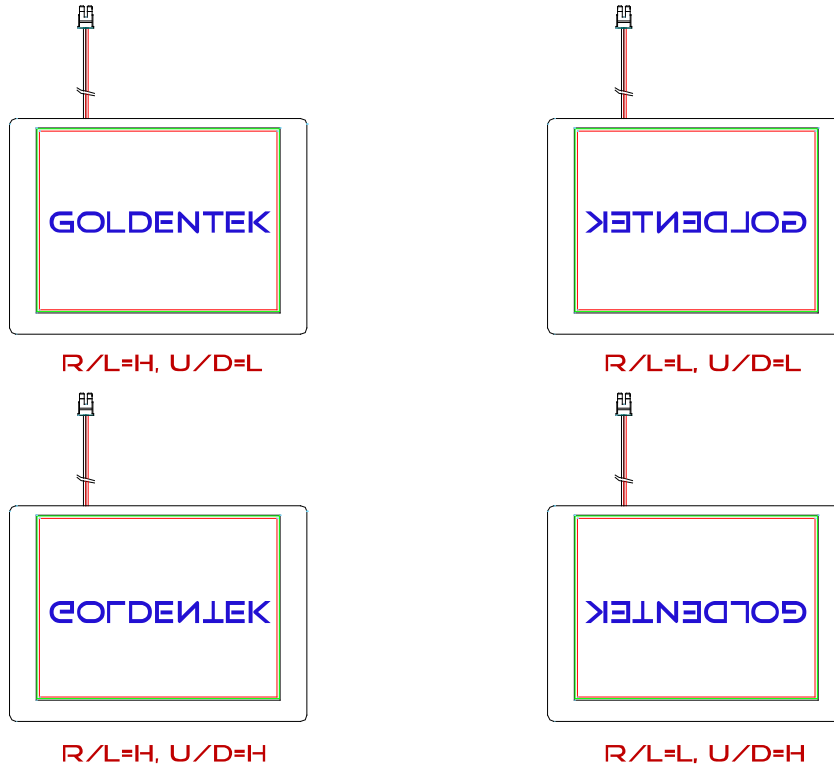 GOLDENTEK
GOLDENTEK
R/L=H, U/D=L
R/L=L, U/D=L
GOLDENTEK
GOLDENTEK
R/L=H, U/D=H
R/L=L, U/D=H